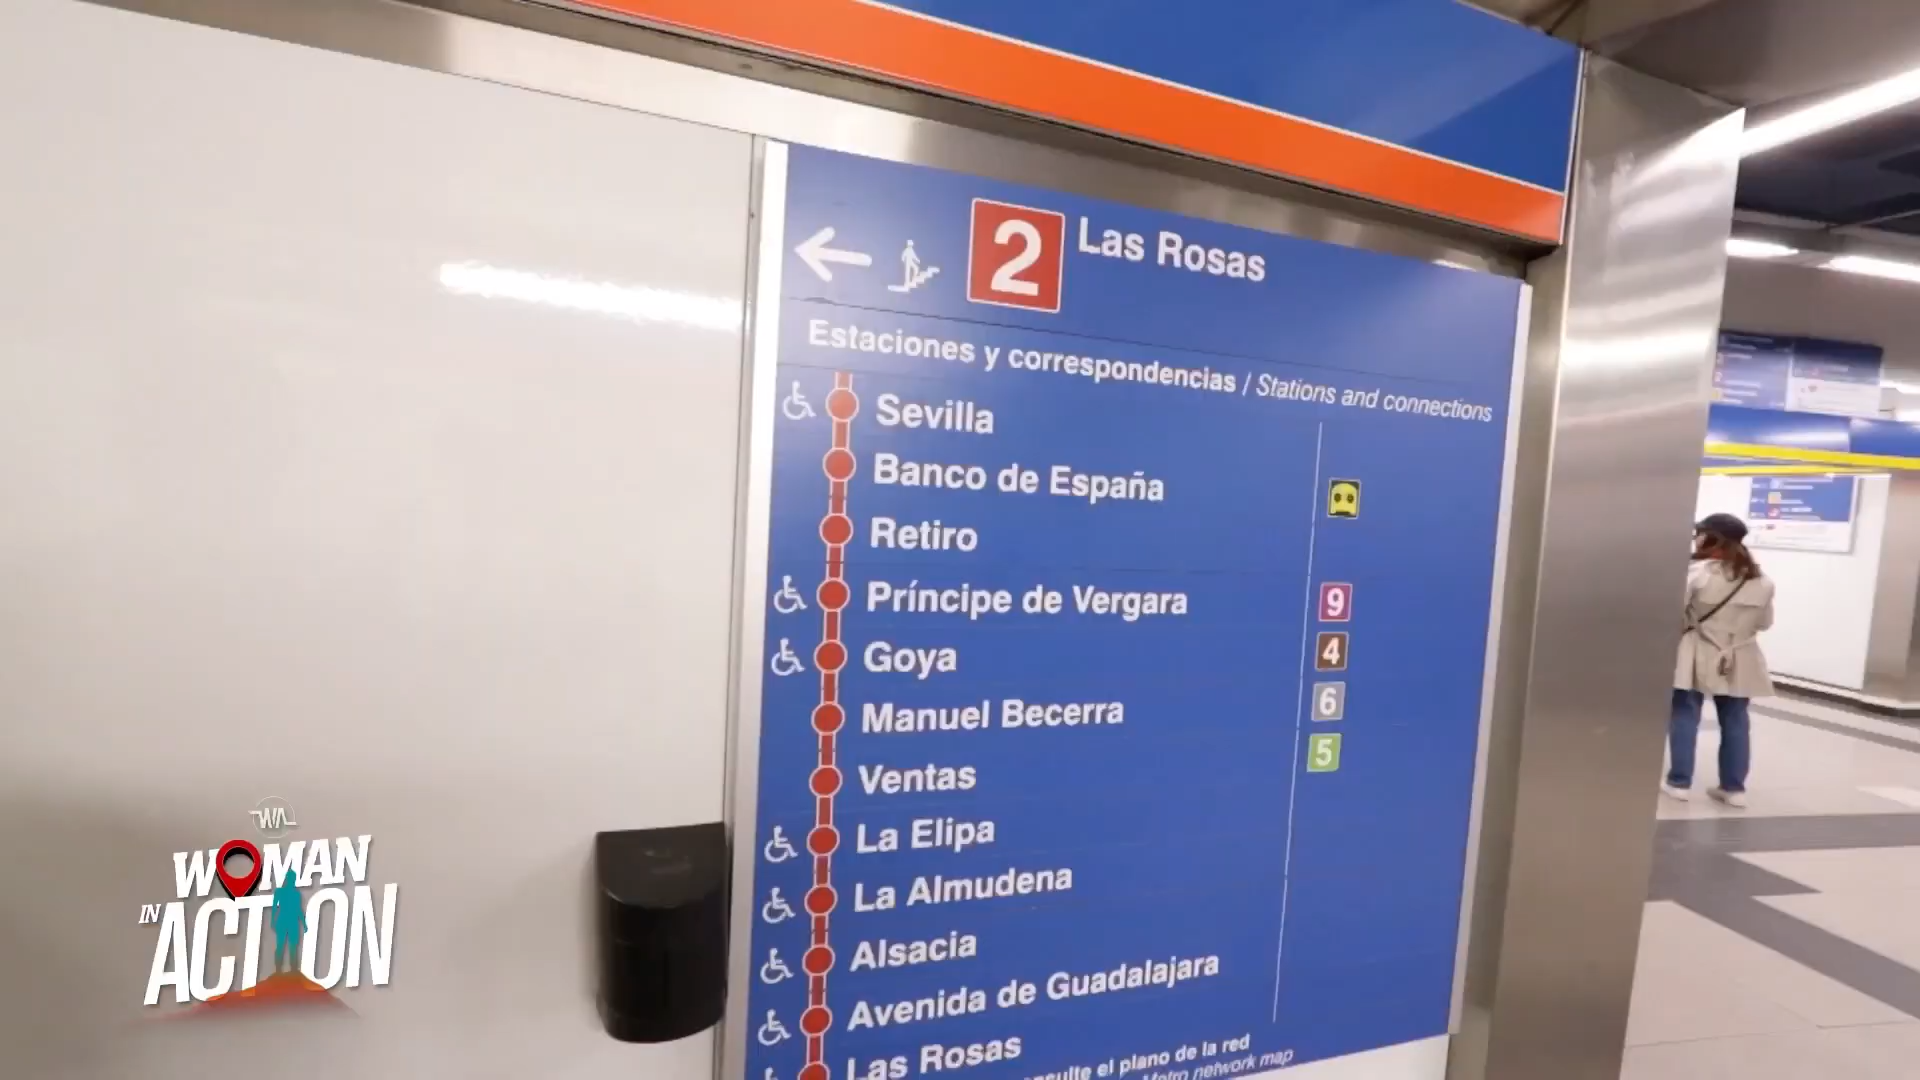 2 Las Rosas
Estaciones y correspondencias / Stations and connections
Sevilla
Banco de España
Retiro
Príncipe de Vergara 9
Goya 4
Manuel Becerra 6
Ventas 5
La Elipa
La Almudena
Alsacia
Avenida de Guadalajara
Las Rosas
el plano de la red
Metro network map
WA
WOMAN
IN ACTION